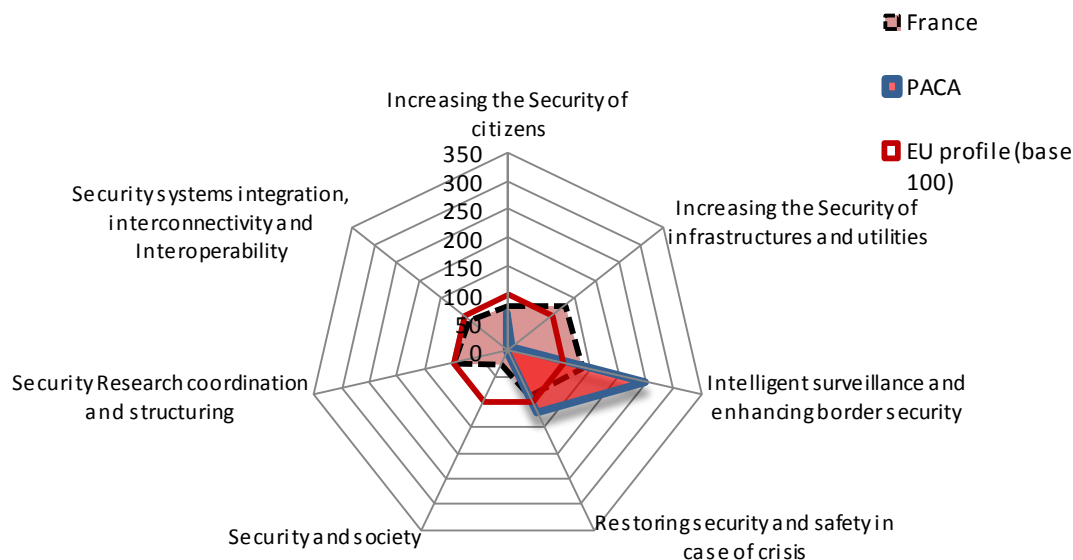 France
PACA
EU profile (base
100)
Increasing the Security of
citizens
350
300
250
200
150
100
50
0
Increasing the Security of
infrastructures and utilities
Intelligent surveillance and
enhancing border security
Restoring security and safety in
case of crisis
Security and society
Security Research coordination
and structuring
Security systems integration,
interconnectivity and
Interoperability